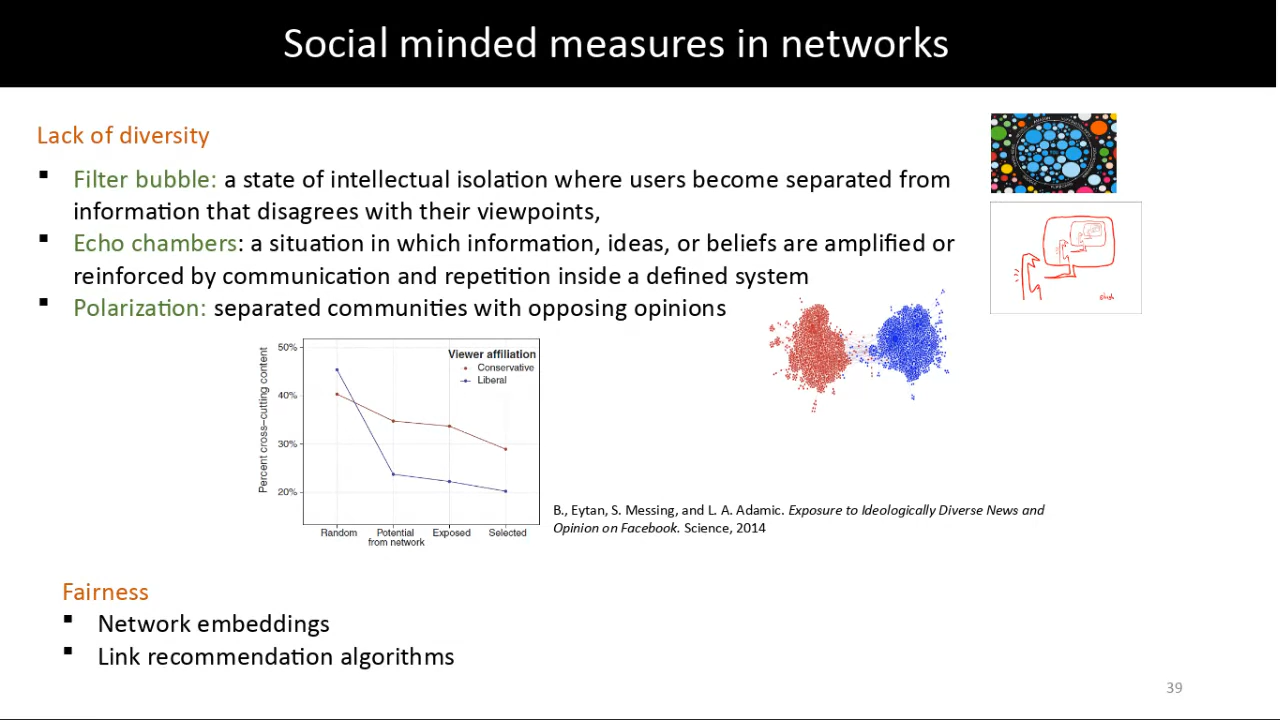 Social minded measures in networks
Lack of diversity
▪ Filter bubble: a state of intellectual isolation where users become separated from
information that disagrees with their viewpoints,
▪ Echo chambers: a situation in which information, ideas, or beliefs are amplified or
reinforced by communication and repetition inside a defined system
▪ Polarization: separated communities with opposing opinions
Percent cross-cutting content
50%
40%
30%
20%
Viewer affiliation
Conservative
Liberal
Random
Potential
from network
Exposed
Selected
B., Eytan, S. Messing, and L. A. Adamic. Exposure to Ideologically Diverse News and
Opinion on Facebook. Science, 2014
Fairness
▪ Network embeddings
▪ Link recommendation algorithms
39